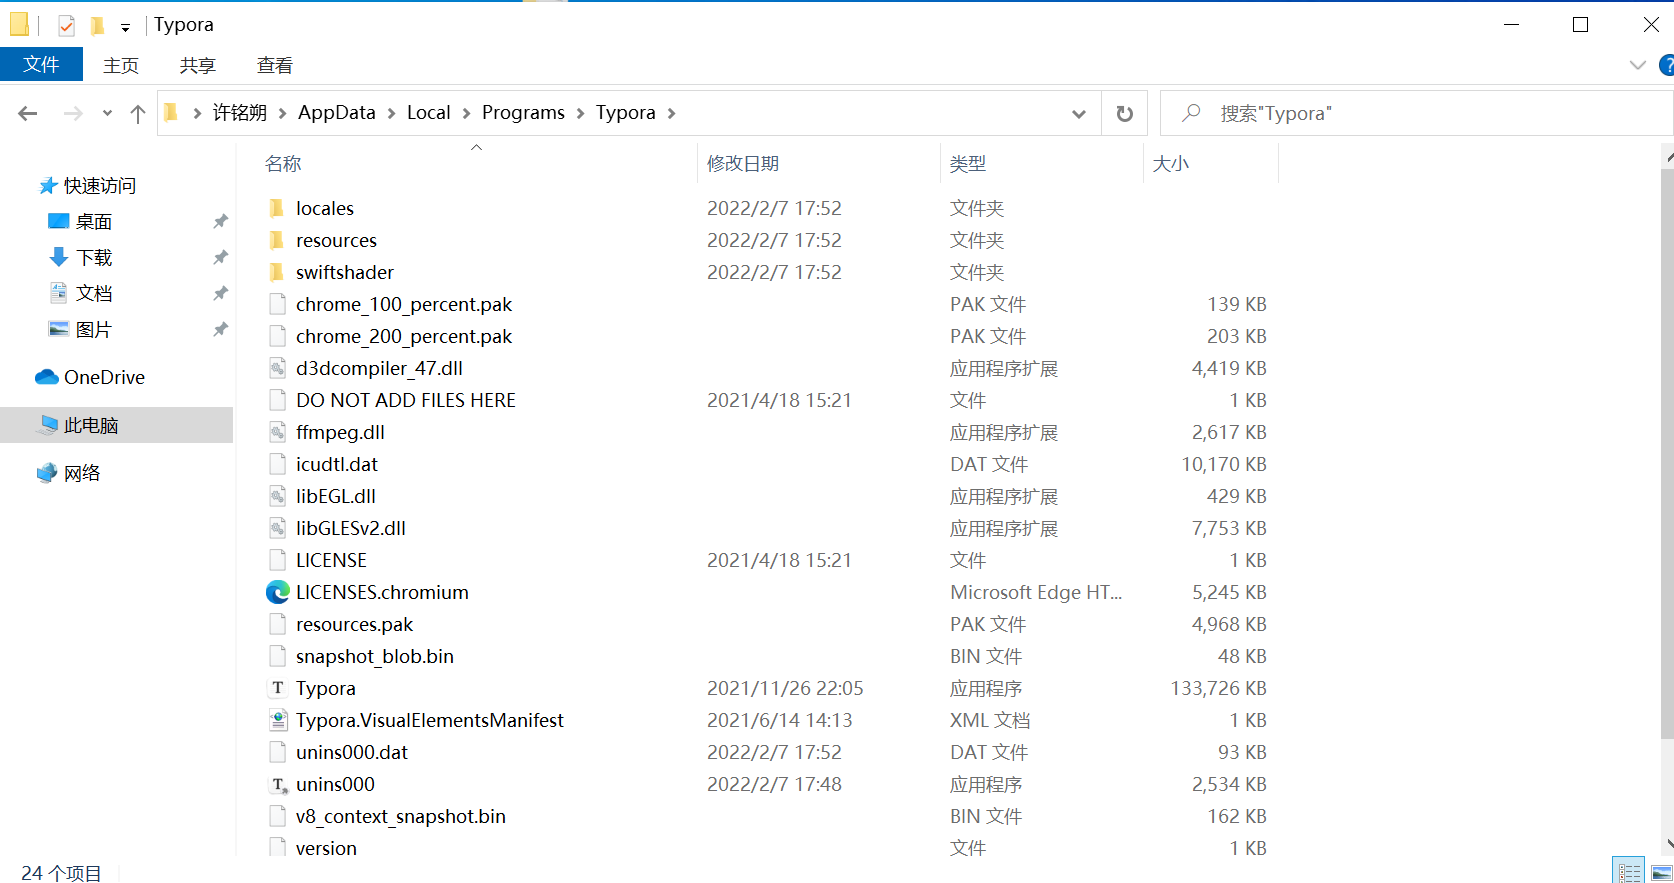 Typora
文件 主页 共享 查看
许铭朔 AppData Local Programs Typora 搜索"Typora"
快速访问
桌面
下载
文档
图片
OneDrive
此电脑
网络
名称 修改日期 类型 大小
locales 2022/2/7 17:52 文件夹
resources 2022/2/7 17:52 文件夹
swiftshader 2022/2/7 17:52 文件夹
chrome_100_percent.pak PAK 文件 139 KB
chrome_200_percent.pak PAK 文件 203 KB
d3dcompiler_47.dll 应用程序扩展 4,419 KB
DO NOT ADD FILES HERE 2021/4/18 15:21 文件 1 KB
ffmpeg.dll 应用程序扩展 2,617 KB
icudtl.dat DAT 文件 10,170 KB
libEGL.dll 应用程序扩展 429 KB
libGLESv2.dll 应用程序扩展 7,753 KB
LICENSE 2021/4/18 15:21 文件 1 KB
LICENSES.chromium Microsoft Edge HT... 5,245 KB
resources.pak PAK 文件 4,968 KB
snapshot_blob.bin BIN 文件 48 KB
Typora 2021/11/26 22:05 应用程序 133,726 KB
Typora.VisualElementsManifest 2021/6/14 14:13 XML 文档 1 KB
unins000.dat 2022/2/7 17:52 DAT 文件 93 KB
unins000 2022/2/7 17:48 应用程序 2,534 KB
v8_context_snapshot.bin BIN 文件 162 KB
version 文件 1 KB
24 个项目